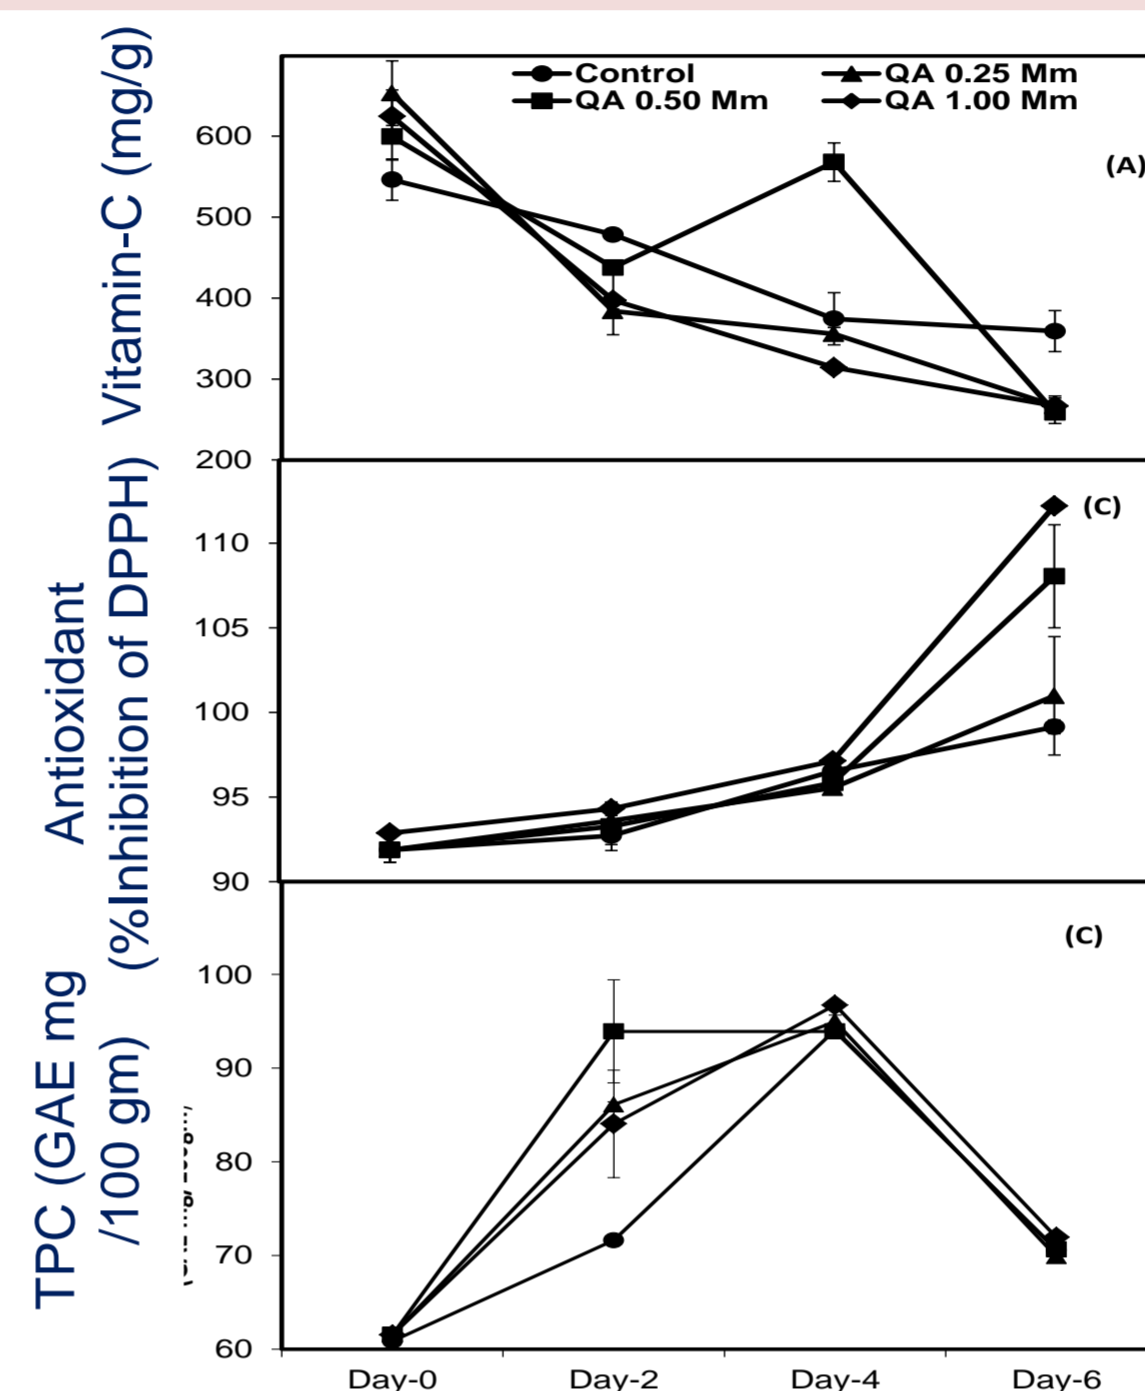 Vitamin-C (mg/g)
Control
QA 0.25 Mm
QA 0.50 Mm
QA 1.00 Mm
(A)
600
500
400
300
200
Antioxidant
(%Inhibition of DPPH)
(C)
110
105
100
95
90
TPC (GAE mg
/100 gm)
(C)
100
90
80
70
60
Day-0
Day-2
Day-4
Day-6